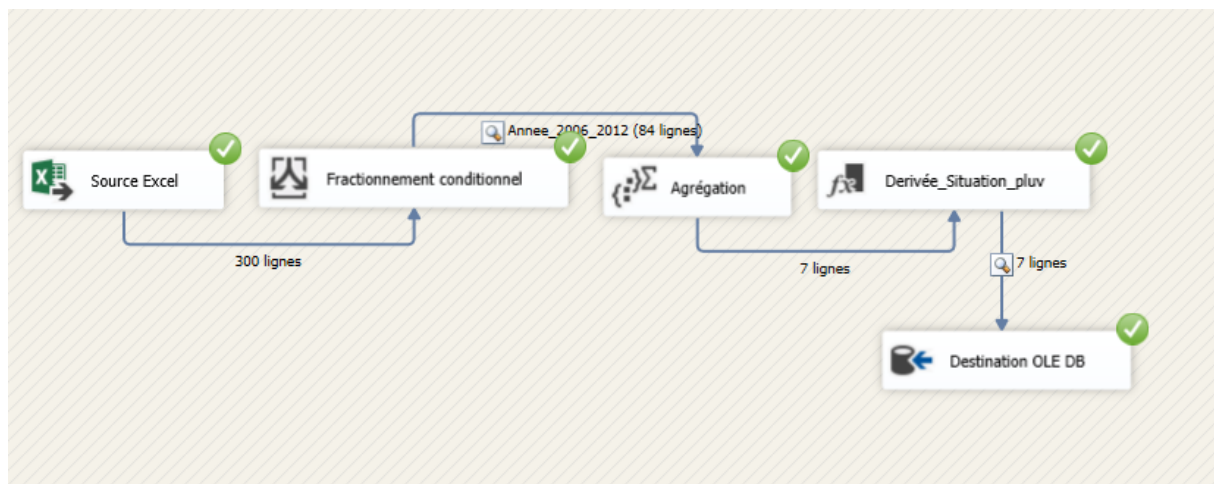 Annee_2006_2012 (84 lignes)
Source Excel
Fractionnement conditionnel
Agrégation
Derivée_Situation_pluv
300 lignes
7 lignes
7 lignes
Destination OLE DB